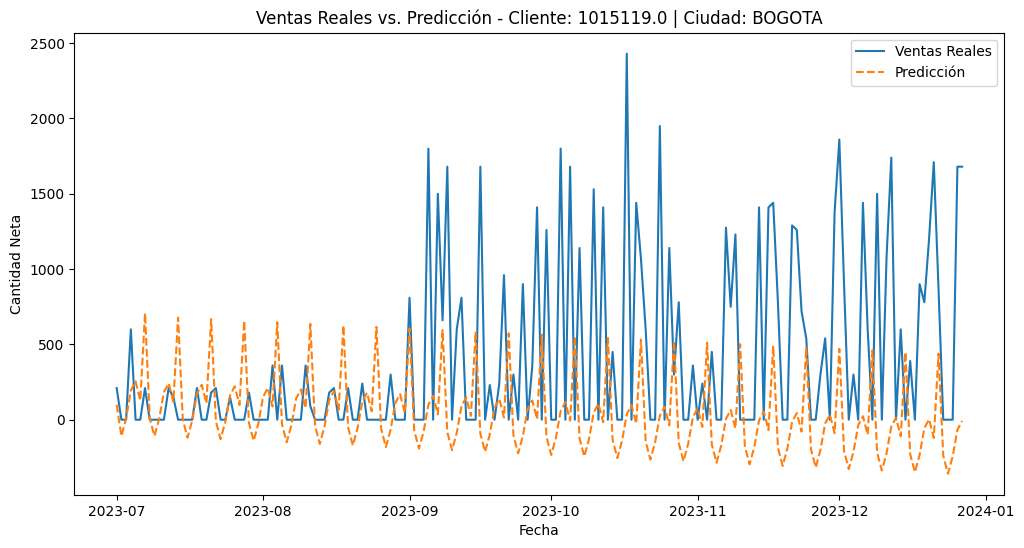 Ventas Reales vs. Predicción - Cliente: 1015119.0 | Ciudad: BOGOTA
Ventas Reales
Predicción
Cantidad Neta
2500
2000
1500
1000
500
0
2023-07
2023-08
2023-09
2023-10
2023-11
2023-12
2024-01
Fecha